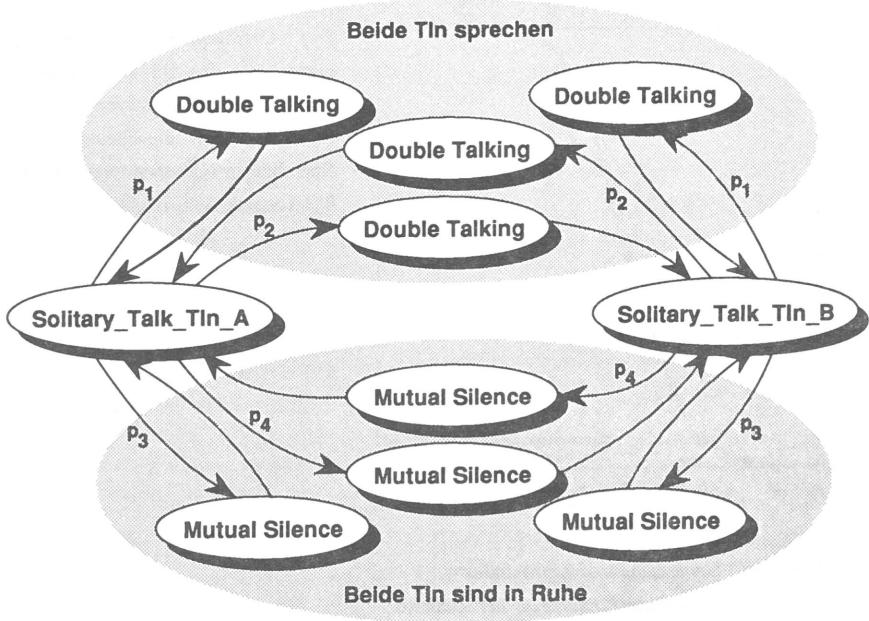 Beide Tln sprechen
Double Talking
Double Talking
Double Talking
p1
p2
p1
p2
Double Talking
Solitary_Talk_Tln_A
Solitary_Talk_Tln_B
Mutual Silence
p4
p3
p4
p3
Mutual Silence
Mutual Silence
Mutual Silence
Beide Tln sind in Ruhe